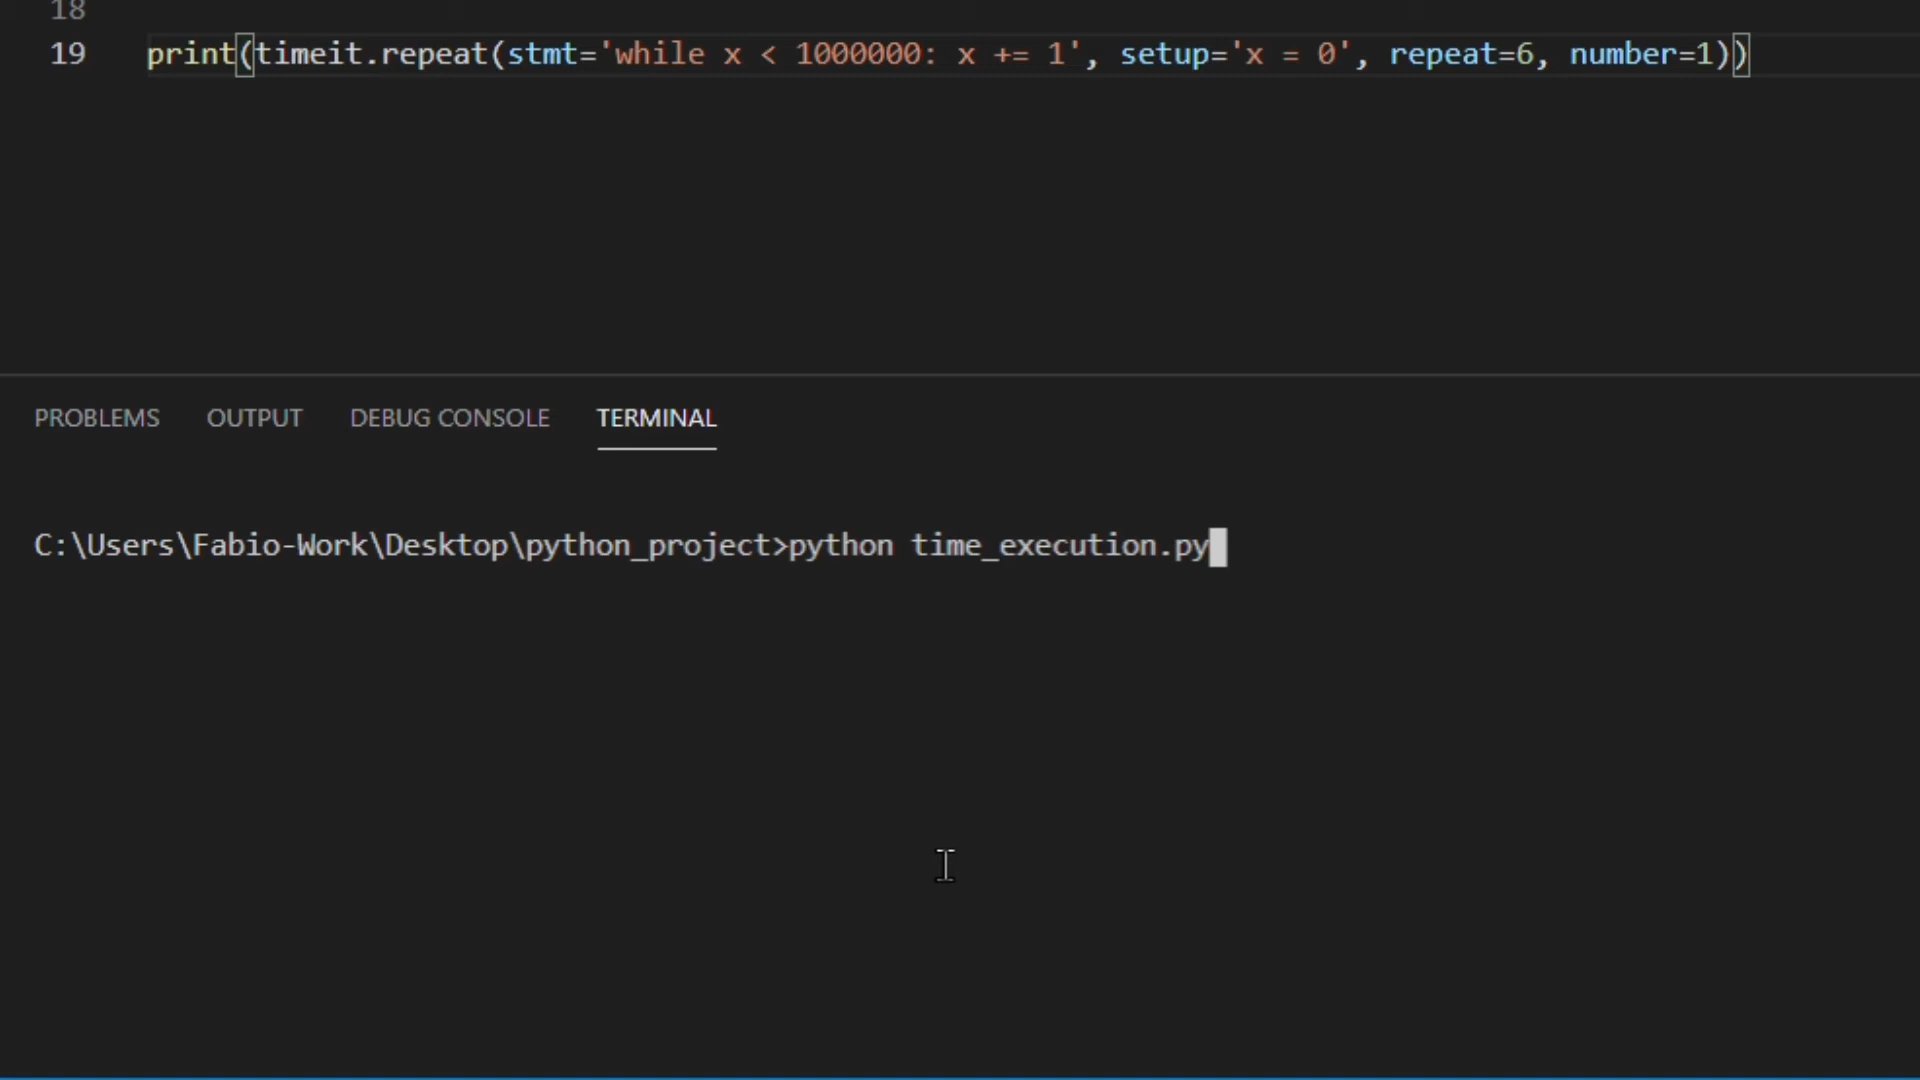 18
19 print(timeit.repeat(stmt='while x < 1000000: x += 1', setup='x = 0', repeat=6, number=1))
PROBLEMS OUTPUT DEBUG CONSOLE TERMINAL
C:\Users\Fabio-Work\Desktop\python_project>python time_execution.py